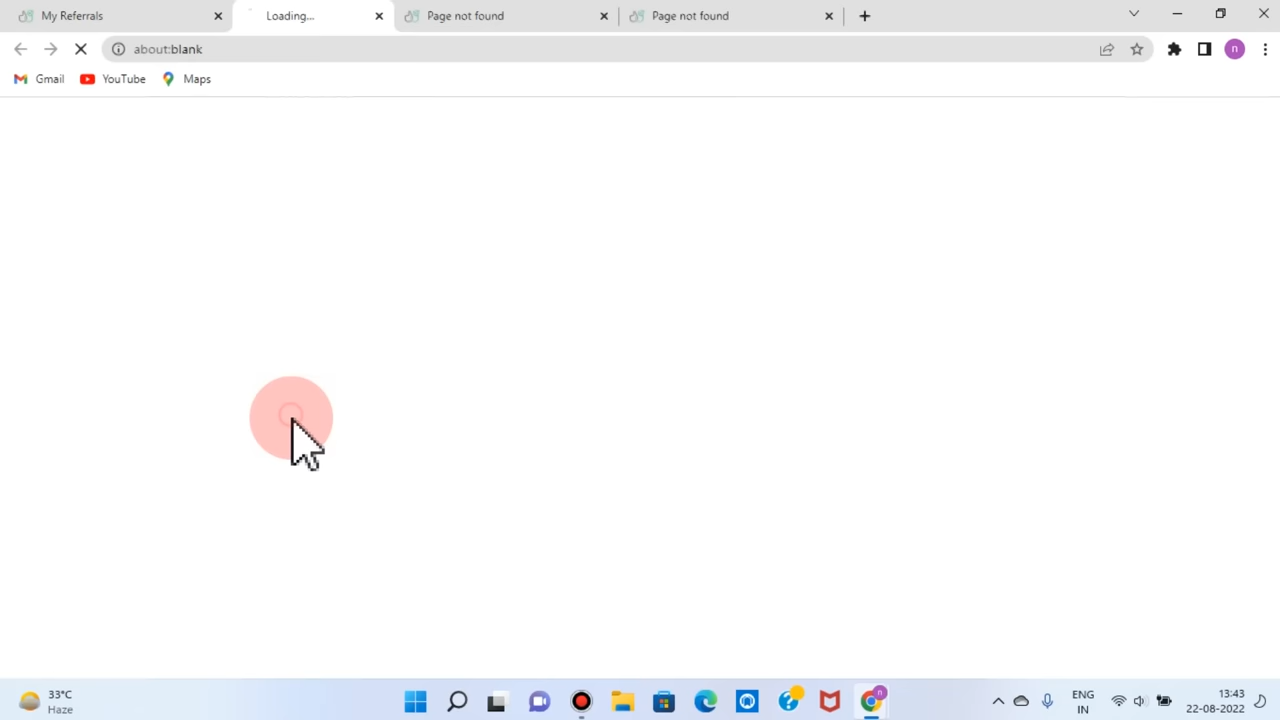 My Referrals
Loading...
Page not found
Page not found
about:blank
n
Gmail
YouTube
Maps
33°C
Haze
n
ENG
IN
13:43
22-08-2022